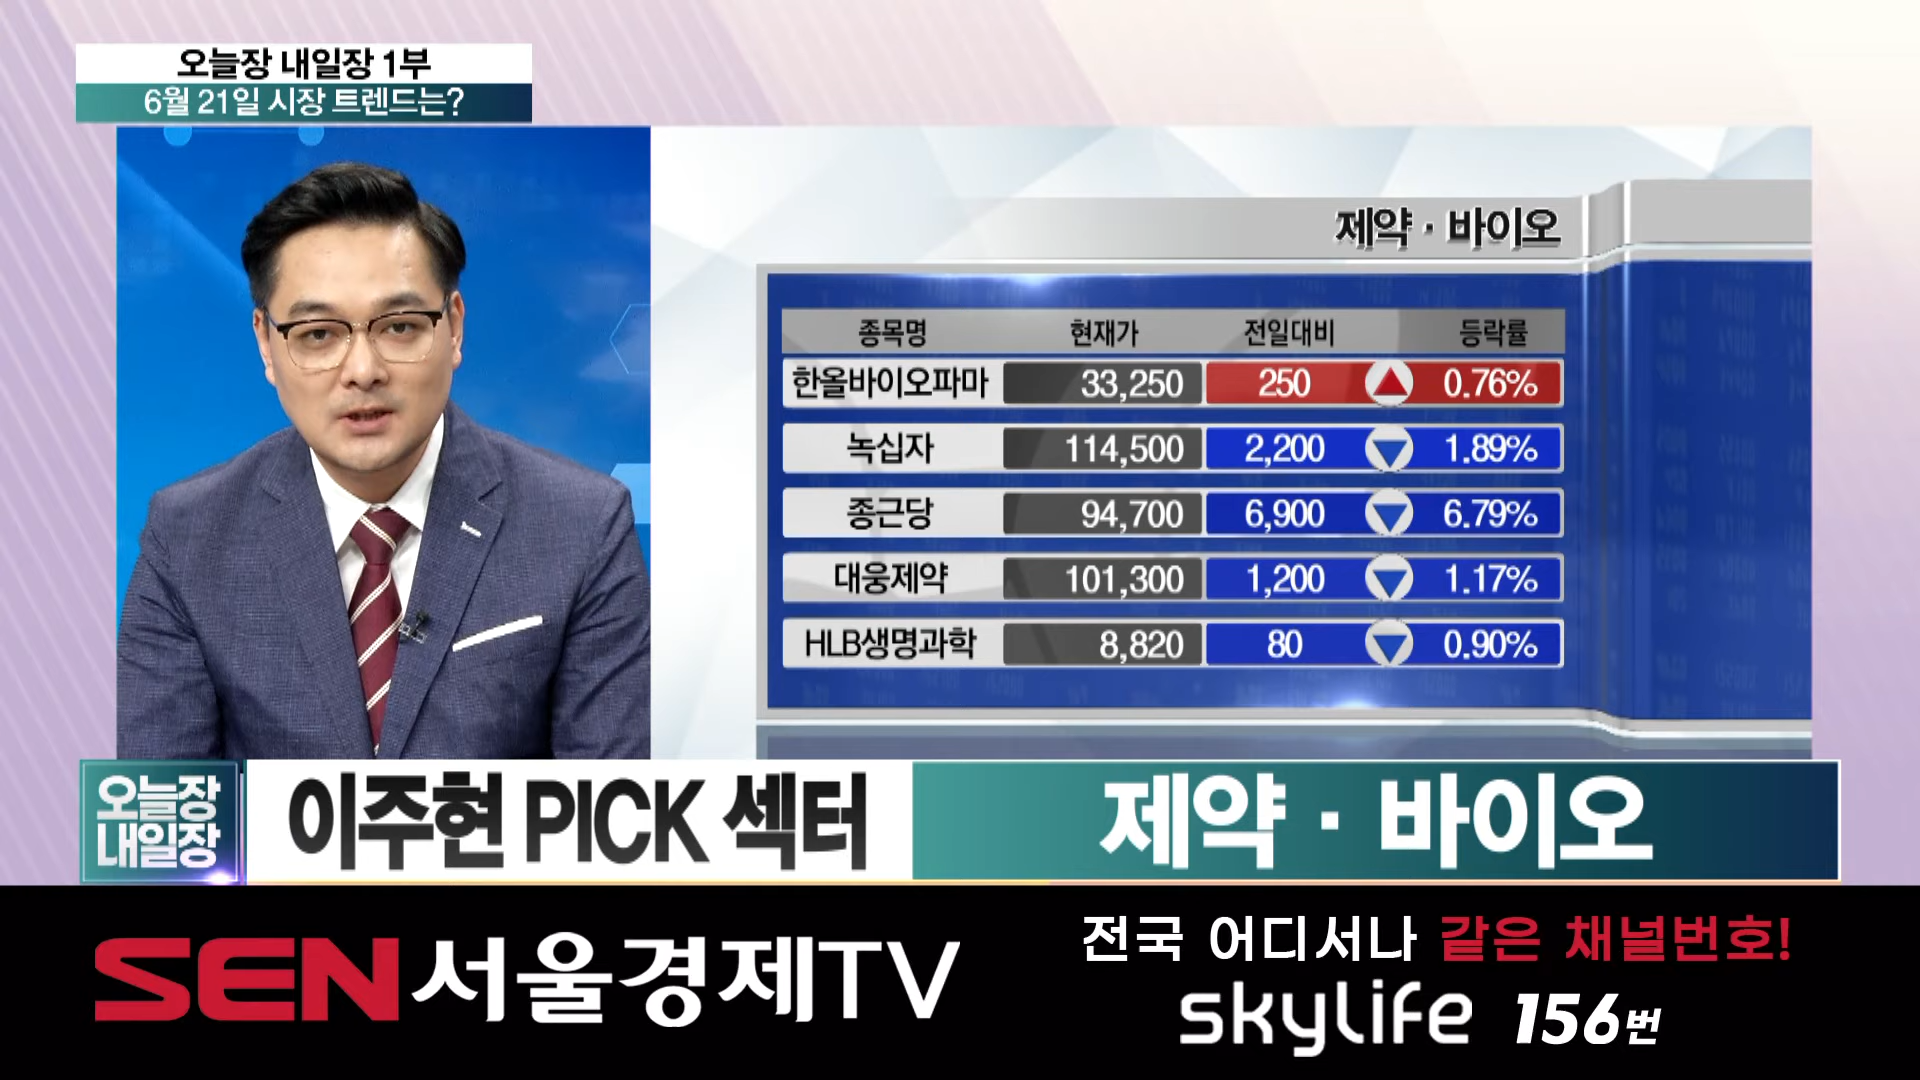 오늘장 내일장 1부
6월 21일 시장 트렌드는?
제약 · 바이오
종목명 현재가 전일대비 등락률
한올바이오파마 33,250 250 ▲ 0.76%
녹십자 114,500 2,200 ▼ 1.89%
종근당 94,700 6,900 ▼ 6.79%
대웅제약 101,300 1,200 ▼ 1.17%
HLB생명과학 8,820 80 ▼ 0.90%
오늘장
내일장
이주현 PICK 섹터
제약 · 바이오
SEN 서울경제TV
전국 어디서나 같은 채널번호!
skylife 156번